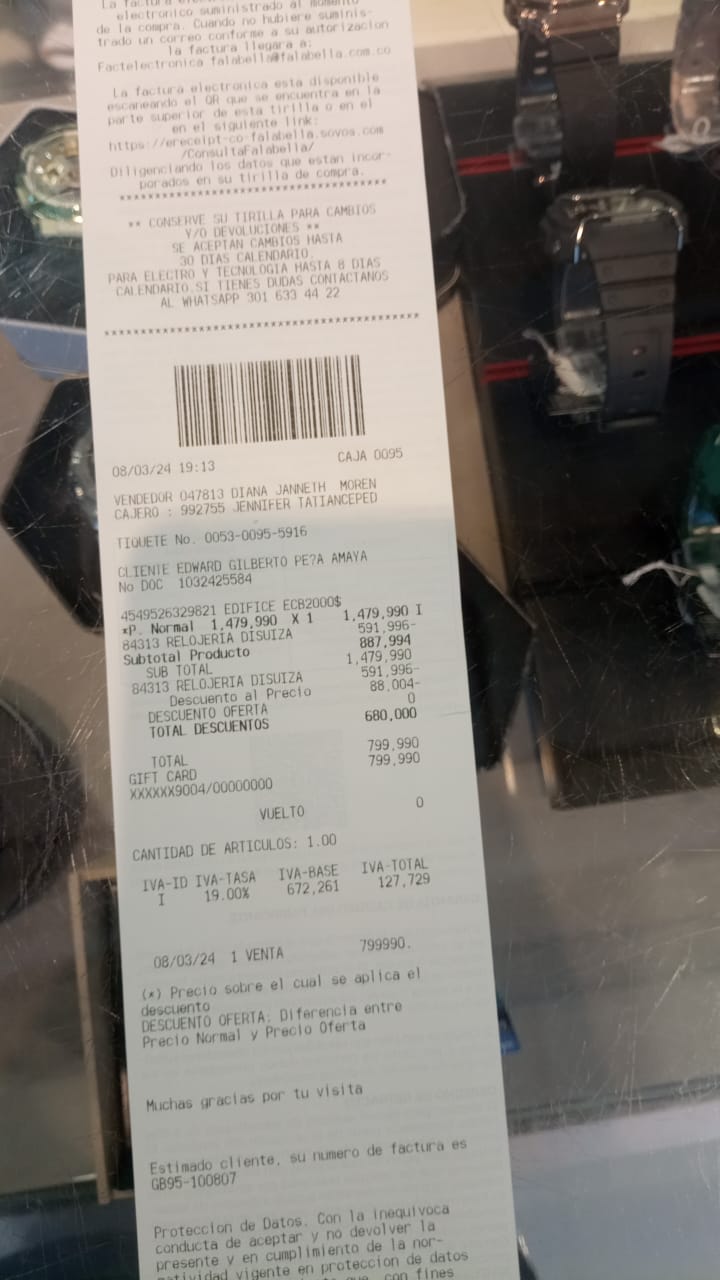 La factura
electronico suministrado al momento
de la compra. Cuando no hubiere suminis-
trado un correo conforme a su autorizacion
la factura llegara a:
Factelectronica falabella@falabella.com.co
La factura electronica esta disponible
escaneando el QR que se encuentra en la
parte superior de esta tirilla o en el
en el siguiente link:
https://ereceipt-co-falabella.sovos.com
/ConsultaFalabella/
Diligenciando los datos que estan incor-
porados en su tirilla de compra.
****************************************
** CONSERVE SU TIRILLA PARA CAMBIOS
Y/O DEVOLUCIONES **
SE ACEPTAN CAMBIOS HASTA
30 DIAS CALENDARIO.
PARA ELECTRO Y TECNOLOGIA HASTA 8 DIAS
CALENDARIO.SI TIENES DUDAS CONTACTANOS
AL WHATSAPP 301 633 44 22
****************************************
08/03/24 19:13 CAJA 0095
VENDEDOR 047813 DIANA JANNETH MOREN
CAJERO : 992755 JENNIFER TATIANCEPED
TIQUETE No. 0053-0095-5916
CLIENTE EDWARD GILBERTO PE?A AMAYA
No DOC 1032425584
4549526329821 EDIFICE ECB2000$
*P. Normal 1,479,990 X 1 1,479,990 I
84313 RELOJERIA DISUIZA 591,996-
Subtotal Producto 887,994
SUB TOTAL 1,479,990
84313 RELOJERIA DISUIZA 591,996-
Descuento al Precio 88,004-
DESCUENTO OFERTA 0
TOTAL DESCUENTOS 680,000
TOTAL 799,990
GIFT CARD 799,990
XXXXXX9004/00000000
VUELTO 0
CANTIDAD DE ARTICULOS: 1.00
IVA-ID IVA-TASA IVA-BASE IVA-TOTAL
I 19.00% 672,261 127,729
08/03/24 1 VENTA 799990.
(*) Precio sobre el cual se aplica el
descuento
DESCUENTO OFERTA: Diferencia entre
Precio Normal y Precio Oferta
Muchas gracias por tu visita
Estimado cliente, su numero de factura es
GB95-100807
Proteccion de Datos. Con la inequivoca
conducta de aceptar y no devolver la
presente y en cumplimiento de la nor-
matividad vigente en proteccion de datos
que, con fines